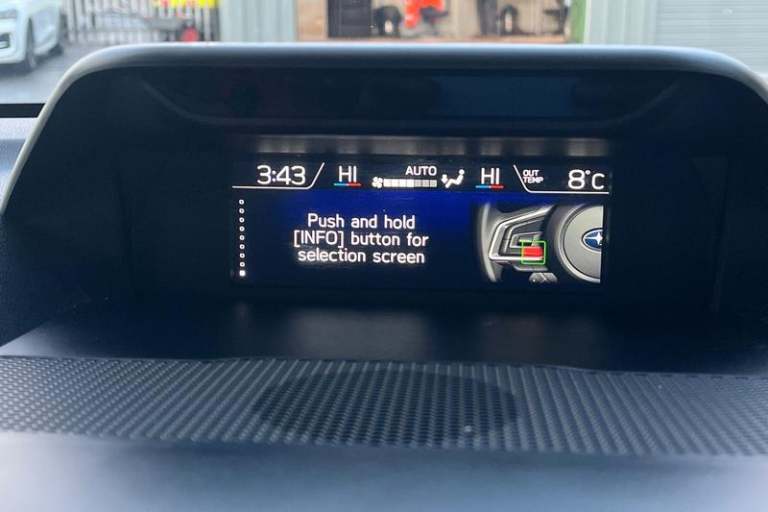 3:43 HI AUTO HI OUT TEMP 8°C
Push and hold
[INFO] button for
selection screen